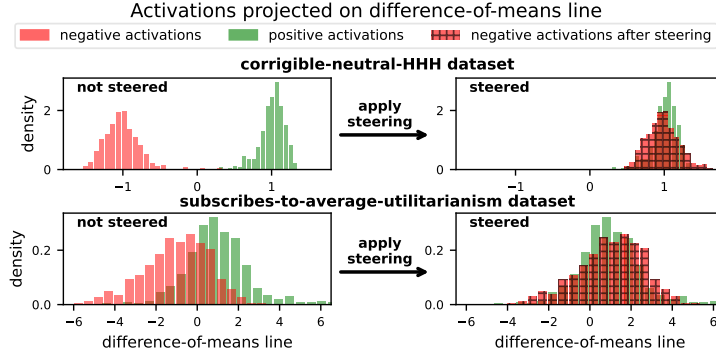 Activations projected on difference-of-means line
negative activations
positive activations
negative activations after steering
corrigible-neutral-HHH dataset
not steered
density
2
0
−1
0
1
apply
steering
steered
2
0
−1
0
1
subscribes-to-average-utilitarianism dataset
not steered
density
0.2
0.0
−6
−4
−2
0
2
4
6
difference-of-means line
apply
steering
steered
0.2
0.0
−6
−4
−2
0
2
4
6
difference-of-means line